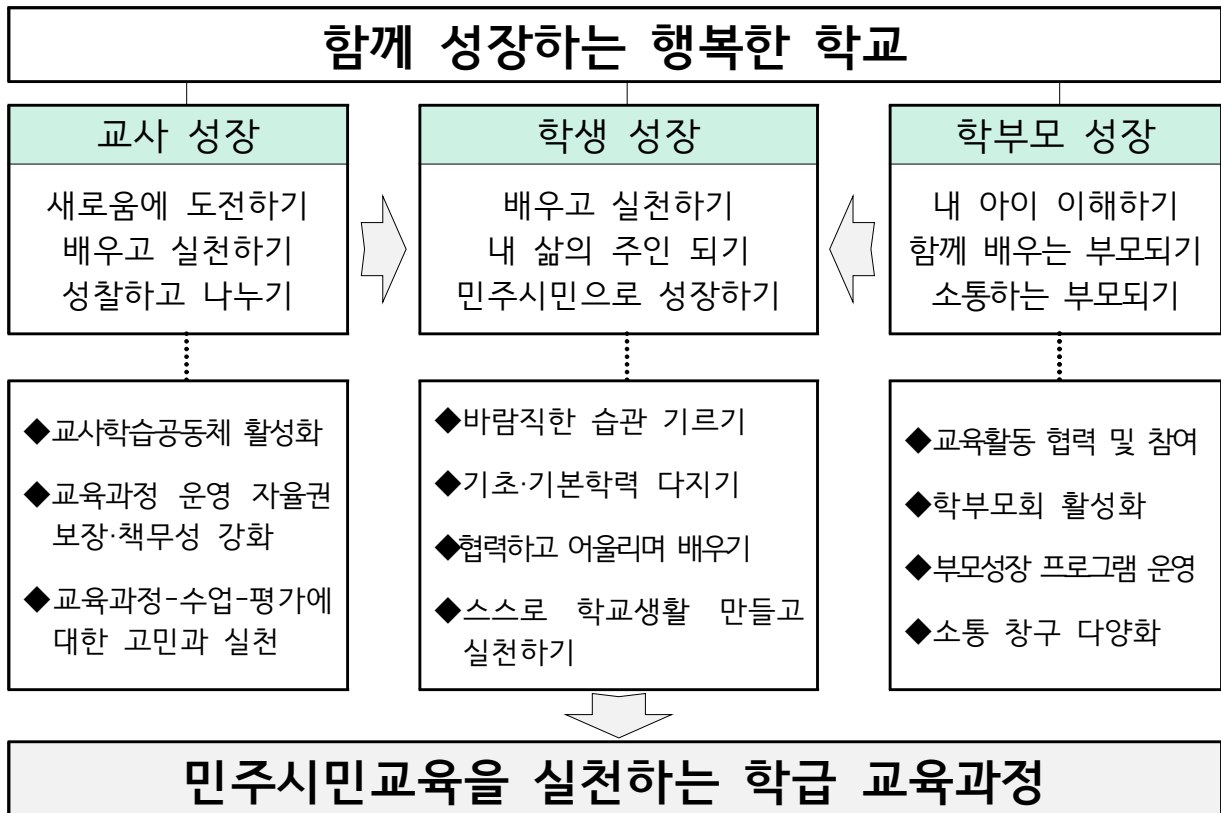 함께 성장하는 행복한 학교
교사 성장
새로움에 도전하기
배우고 실천하기
성찰하고 나누기
학생 성장
배우고 실천하기
내 삶의 주인 되기
민주시민으로 성장하기
학부모 성장
내 아이 이해하기
함께 배우는 부모되기
소통하는 부모되기
◆교사학습공동체 활성화
◆교육과정 운영 자율권
보장·책무성 강화
◆교육과정-수업-평가에
대한 고민과 실천
◆바람직한 습관 기르기
◆기초·기본학력 다지기
◆협력하고 어울리며 배우기
◆스스로 학교생활 만들고
실천하기
◆교육활동 협력 및 참여
◆학부모회 활성화
◆부모성장 프로그램 운영
◆소통 창구 다양화
민주시민교육을 실천하는 학급 교육과정